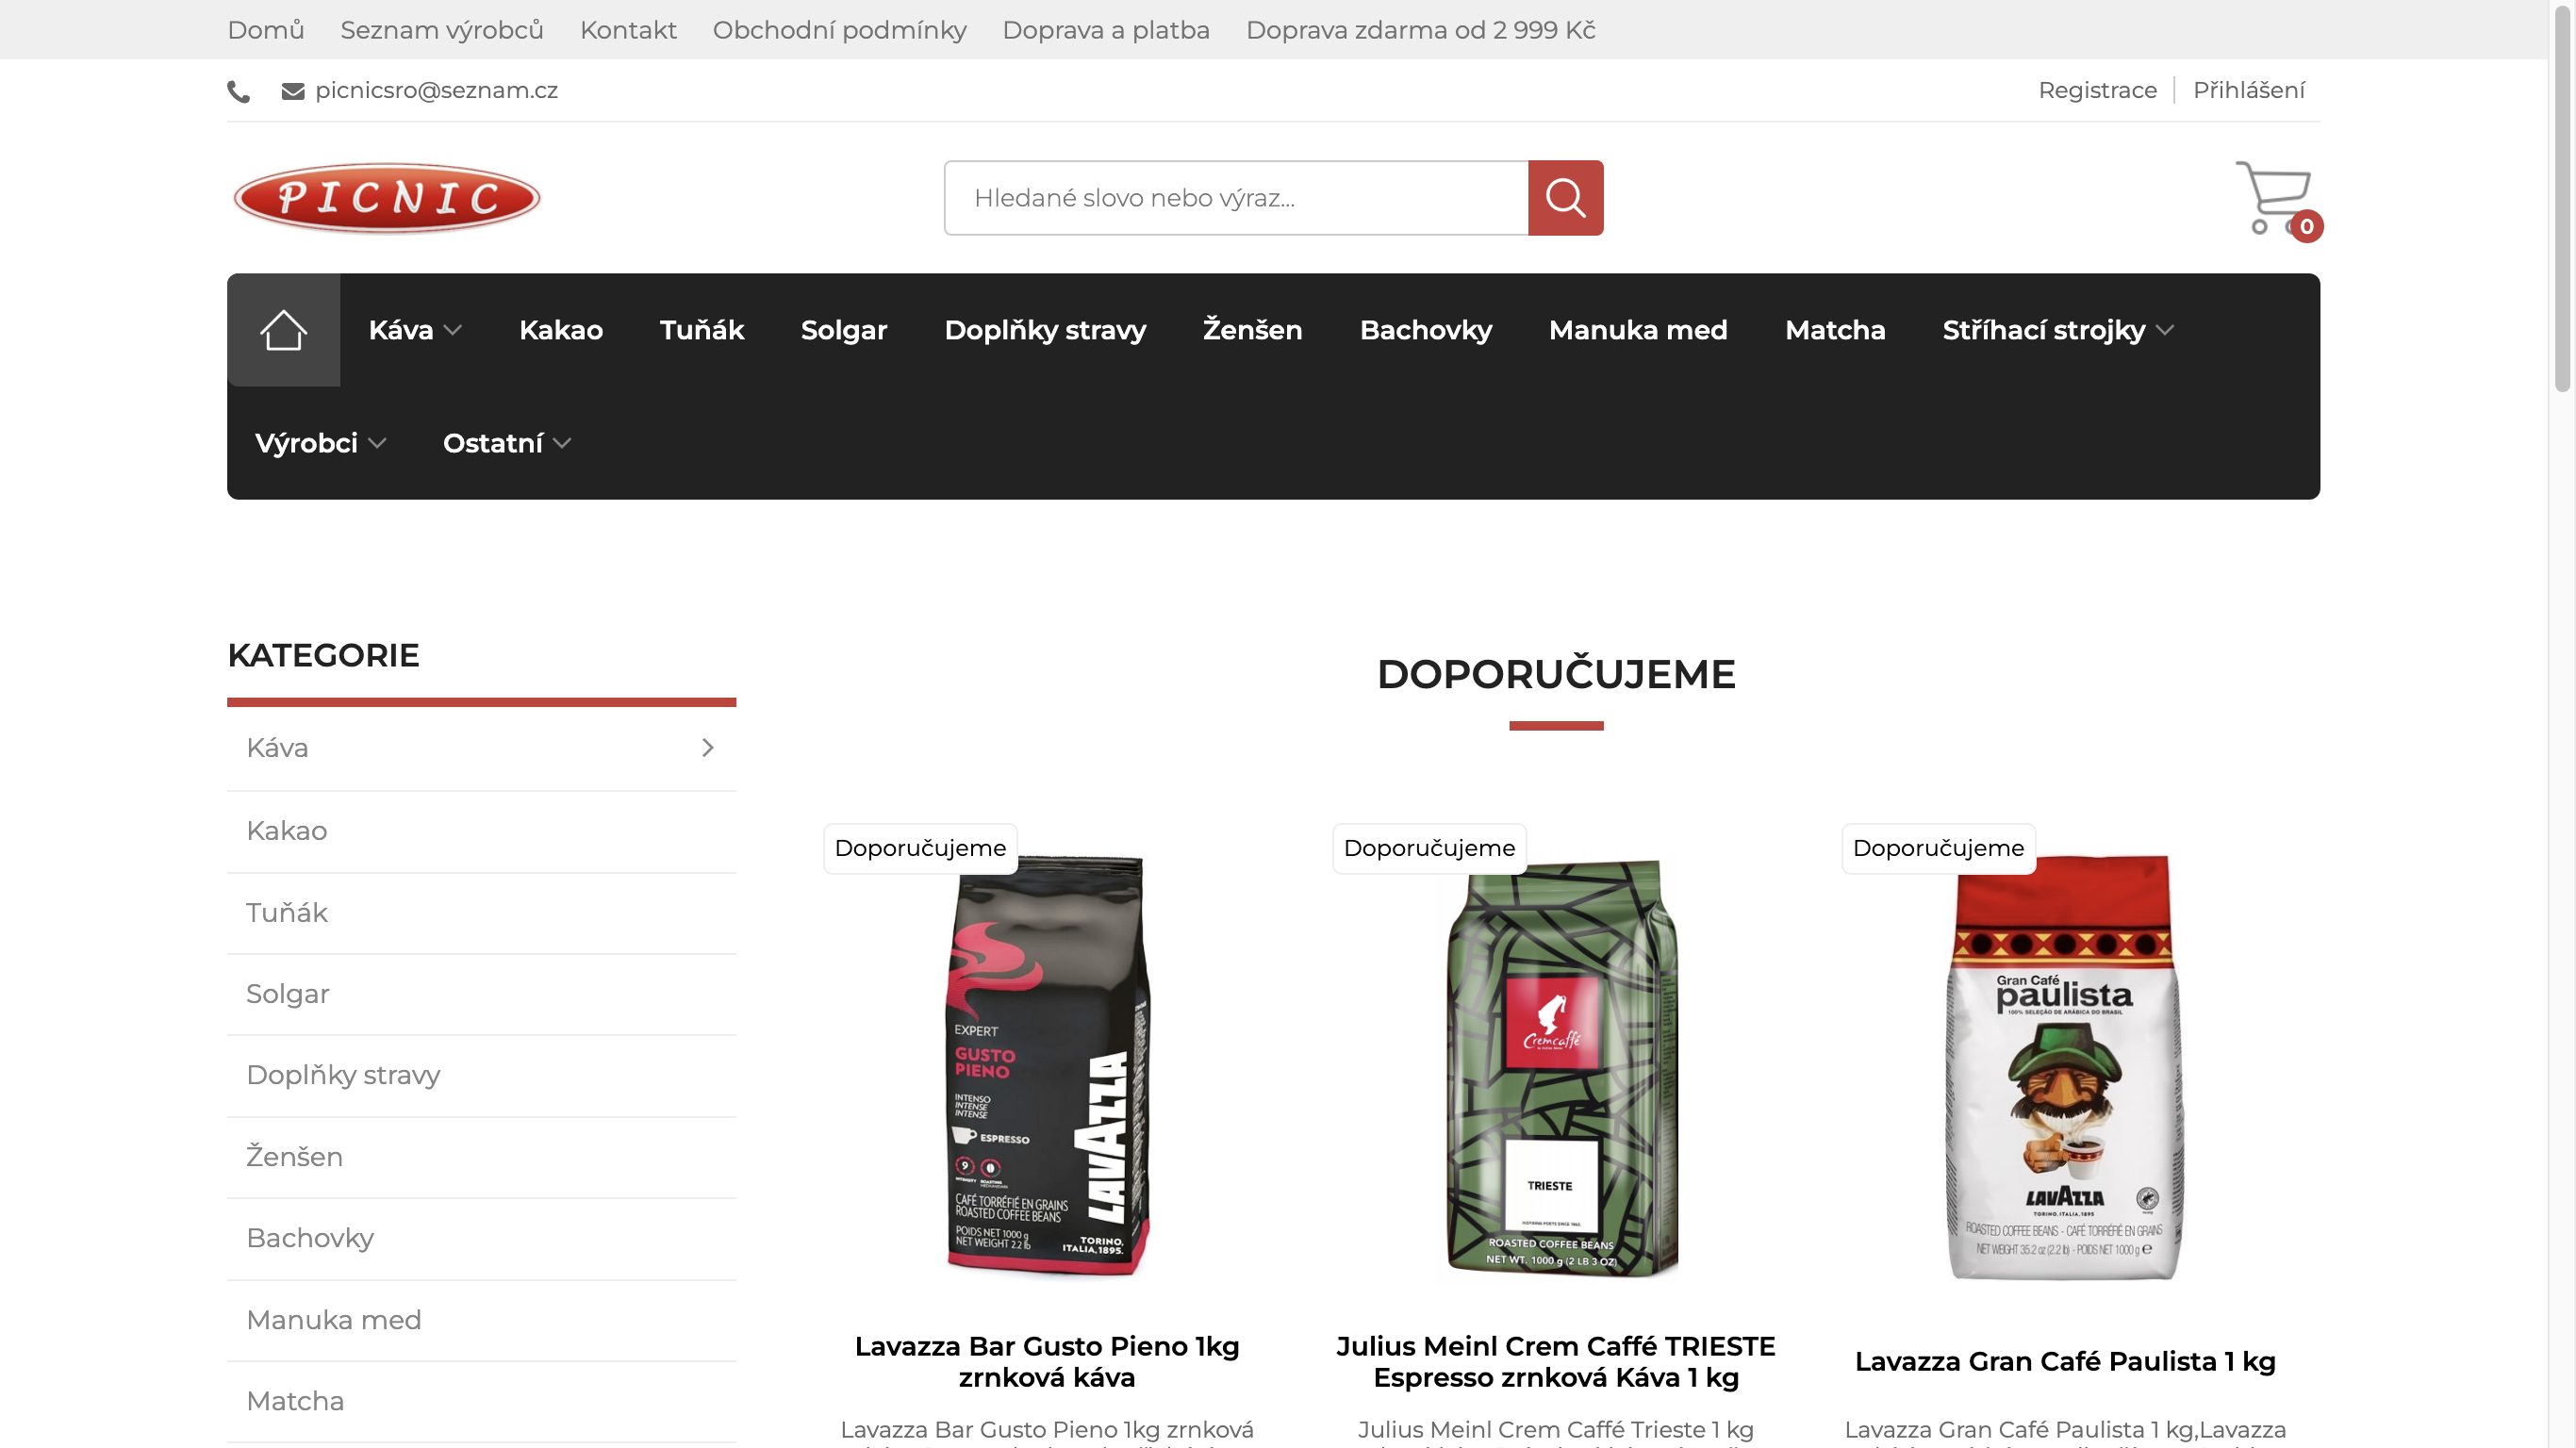 Domů Seznam výrobců Kontakt Obchodní podmínky Doprava a platba Doprava zdarma od 2 999 Kč
picnicsro@seznam.cz Registrace Přihlášení
PICNIC Hledané slovo nebo výraz... 0
Káva Kakao Tuňák Solgar Doplňky stravy Ženšen Bachovky Manuka med Matcha Stříhací strojky
Výrobci Ostatní
KATEGORIE
Káva
Kakao
Tuňák
Solgar
Doplňky stravy
Ženšen
Bachovky
Manuka med
Matcha
DOPORUČUJEME
Doporučujeme
EXPERT
GUSTO
PIENO
INTENSO
INTENSE
INTENSE
ESPRESSO
9
LAVAZZA
CAFÉ TORRÉFIÉ EN GRAINS
ROASTED COFFEE BEANS
POIDS NET 1000 g
NET WEIGHT 2.2 lb
TORINO,
ITALIA, 1895.
Lavazza Bar Gusto Pieno 1kg
zrnková káva
Lavazza Bar Gusto Pieno 1kg zrnková
Doporučujeme
Cremcaffé
TRIESTE
ROASTED COFFEE BEANS
NET WT. 1000 g (2 LB 3 OZ)
Julius Meinl Crem Caffé TRIESTE
Espresso zrnková Káva 1 kg
Julius Meinl Crem Caffé Trieste 1 kg
Doporučujeme
Gran Café
paulista
100% SELEÇÃO DE ARÁBICA DO BRASIL
LAVAZZA
TORINO, ITALIA, 1895
ROASTED COFFEE BEANS - CAFÉ TORRÉFIÉ EN GRAINS
NET WEIGHT 35.2 oz (2.2 lb) - POIDS NET 1000 g e
Lavazza Gran Café Paulista 1 kg
Lavazza Gran Café Paulista 1 kg,Lavazza